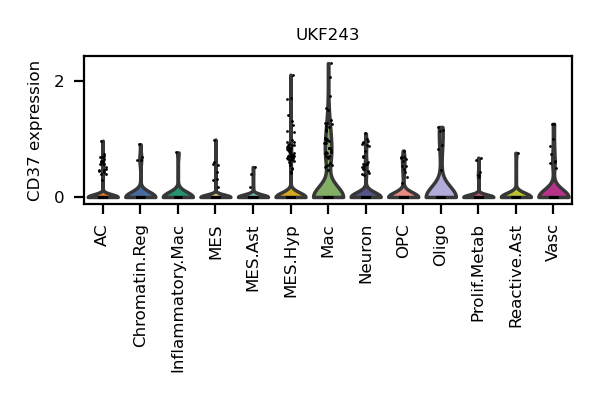 UKF243
CD37 expression
2
0
AC
Chromatin.Reg
Inflammatory.Mac
MES
MES.Ast
MES.Hyp
Mac
Neuron
OPC
Oligo
Prolif.Metab
Reactive.Ast
Vasc